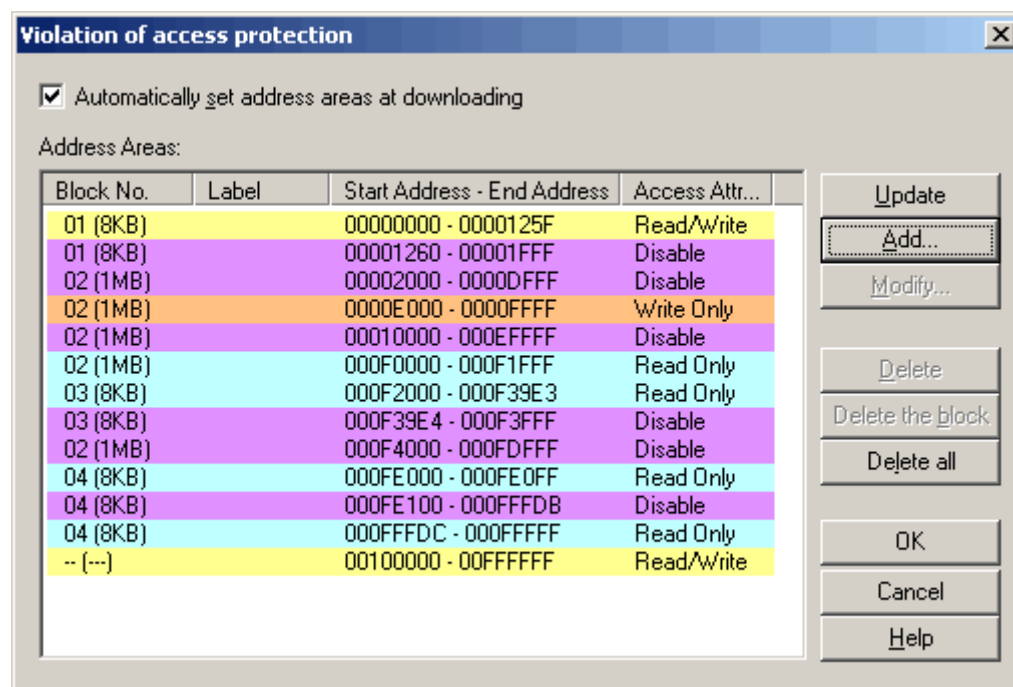 Violation of access protection
Automatically set address areas at downloading
Address Areas:
Block No. Label Start Address - End Address Access Attr...
01 (8KB) 00000000 - 0000125F Read/Write
01 (8KB) 00001260 - 00001FFF Disable
02 (1MB) 00002000 - 0000DFFF Disable
02 (1MB) 0000E000 - 0000FFFF Write Only
02 (1MB) 00010000 - 000EFFFF Disable
02 (1MB) 000F0000 - 000F1FFF Read Only
03 (8KB) 000F2000 - 000F39E3 Read Only
03 (8KB) 000F39E4 - 000F3FFF Disable
02 (1MB) 000F4000 - 000FDFFF Disable
04 (8KB) 000FE000 - 000FE0FF Read Only
04 (8KB) 000FE100 - 000FFFDB Disable
04 (8KB) 000FFFDC - 000FFFFF Read Only
-- (---) 00100000 - 00FFFFFF Read/Write
Update
Add...
Modify...
Delete
Delete the block
Delete all
OK
Cancel
Help